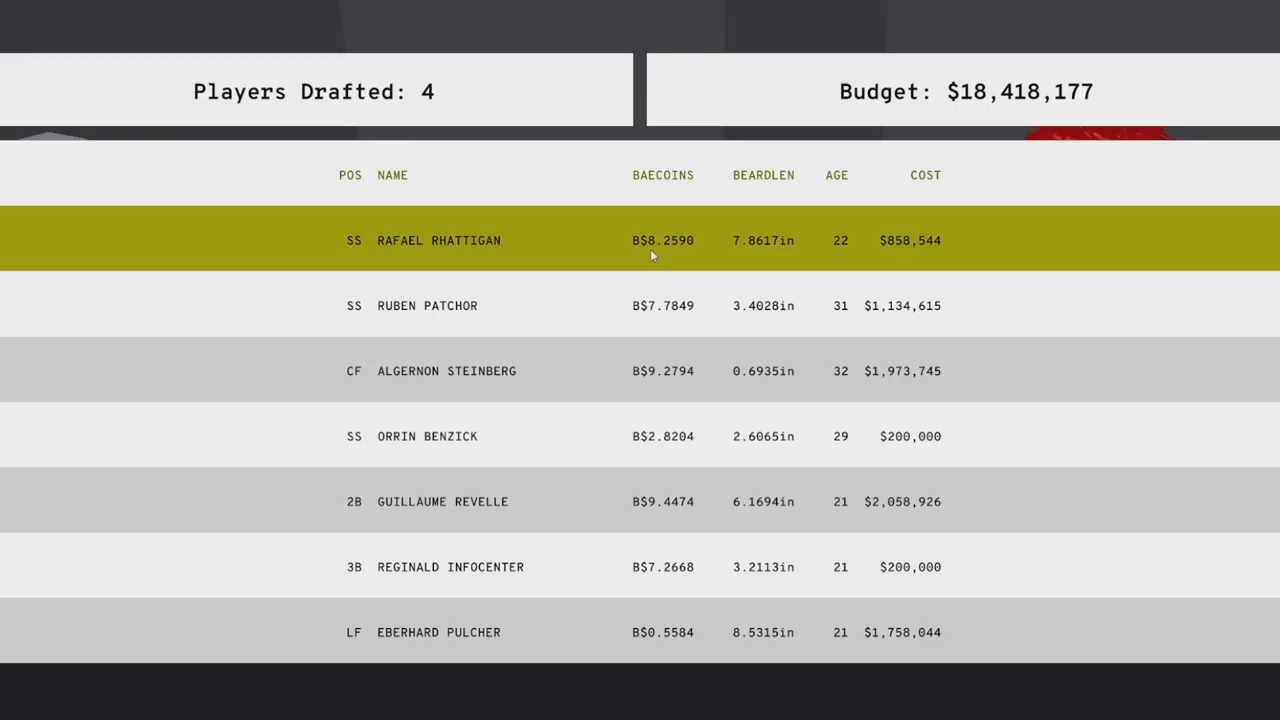 Players Drafted: 4
Budget: $18,418,177
POS NAME BAECOINS BEARDLEN AGE COST
SS RAFAEL RHATTIGAN B$8.2590 7.8617in 22 $858,544
SS RUBEN PATCHOR B$7.7849 3.4028in 31 $1,134,615
CF ALGERNON STEINBERG B$9.2794 0.6935in 32 $1,973,745
SS ORRIN BENZICK B$2.8204 2.6065in 29 $200,000
2B GUILLAUME REVELLE B$9.4474 6.1694in 21 $2,058,926
3B REGINALD INFOCENTER B$7.2668 3.2113in 21 $200,000
LF EBERHARD PULCHER B$0.5584 8.5315in 21 $1,758,044